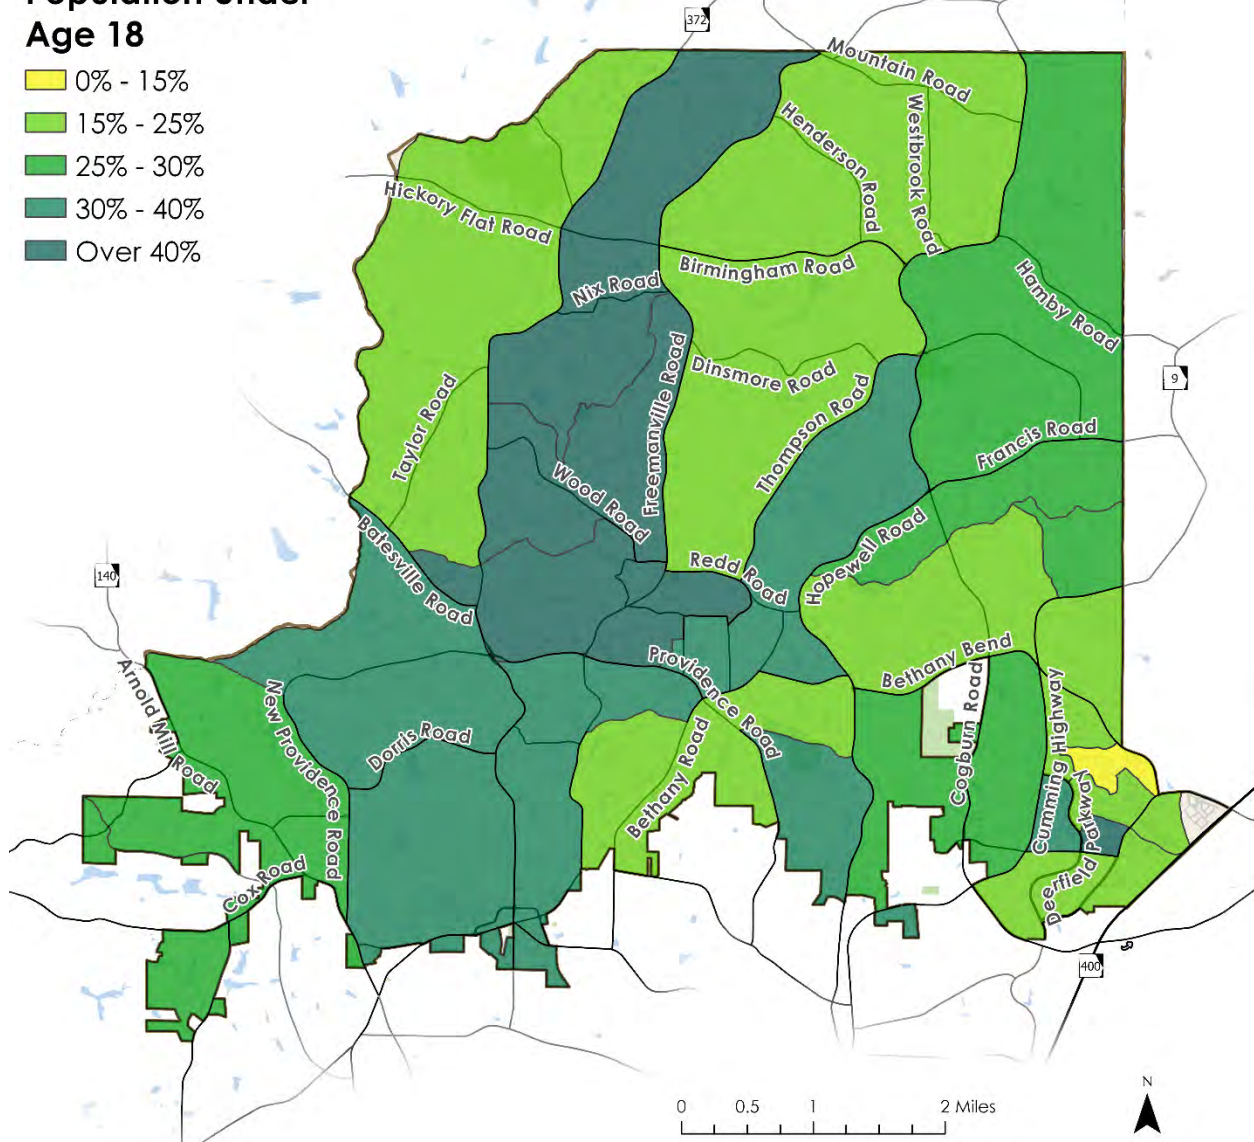 Population Under
Age 18
0% - 15%
15% - 25%
25% - 30%
30% - 40%
Over 40%
372
Mountain Road
Henderson Road
Westbrook Road
Hickory Flat Road
Birmingham Road
Nix Road
Hamby Road
9
Dinsmore Road
Freemanville Road
Taylor Road
Thompson Road
Francis Road
Wood Road
Batesville Road
Hopewell Road
140
Redd Road
Arnold Mill Road
New Providence Road
Providence Road
Bethany Bend
Dorris Road
Bethany Road
Cogburn Road
Cumming Highway
Deerfield Parkway
Cox Road
400
N
0 0.5 1 2 Miles